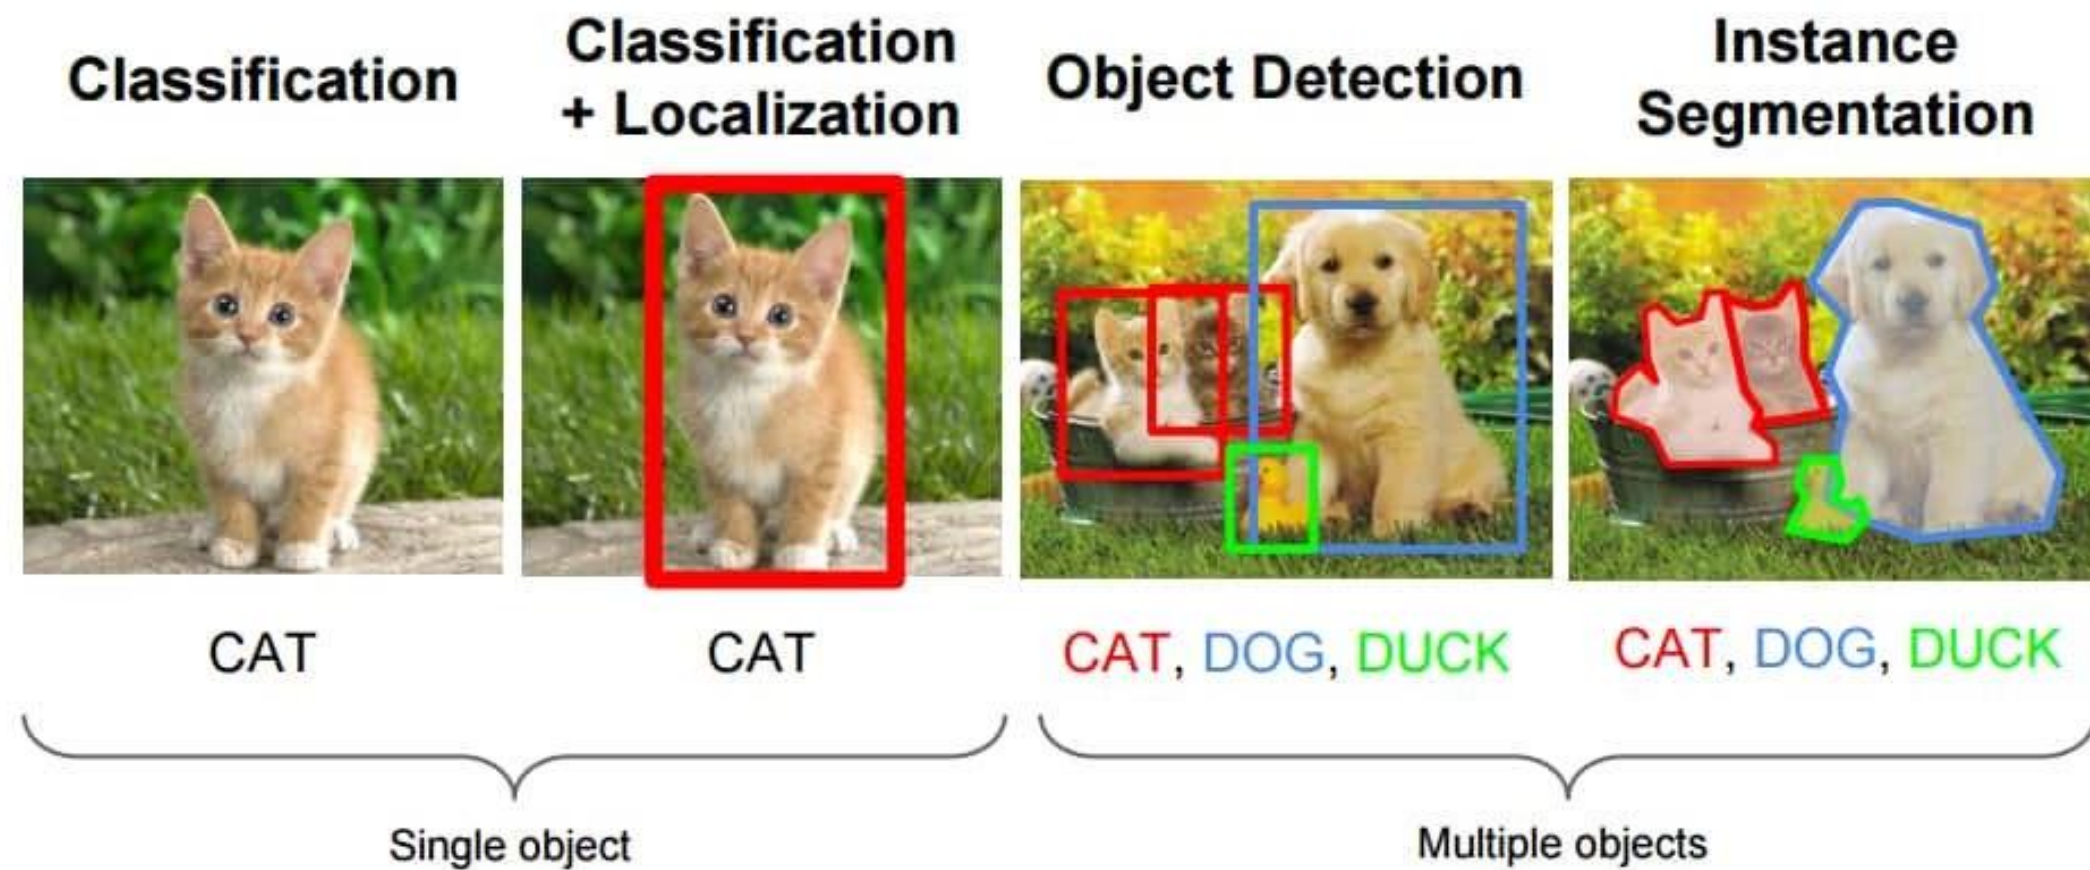 Classification
Classification
+ Localization
Object Detection
Instance
Segmentation
CAT
CAT
CAT, DOG, DUCK
CAT, DOG, DUCK
Single object
Multiple objects